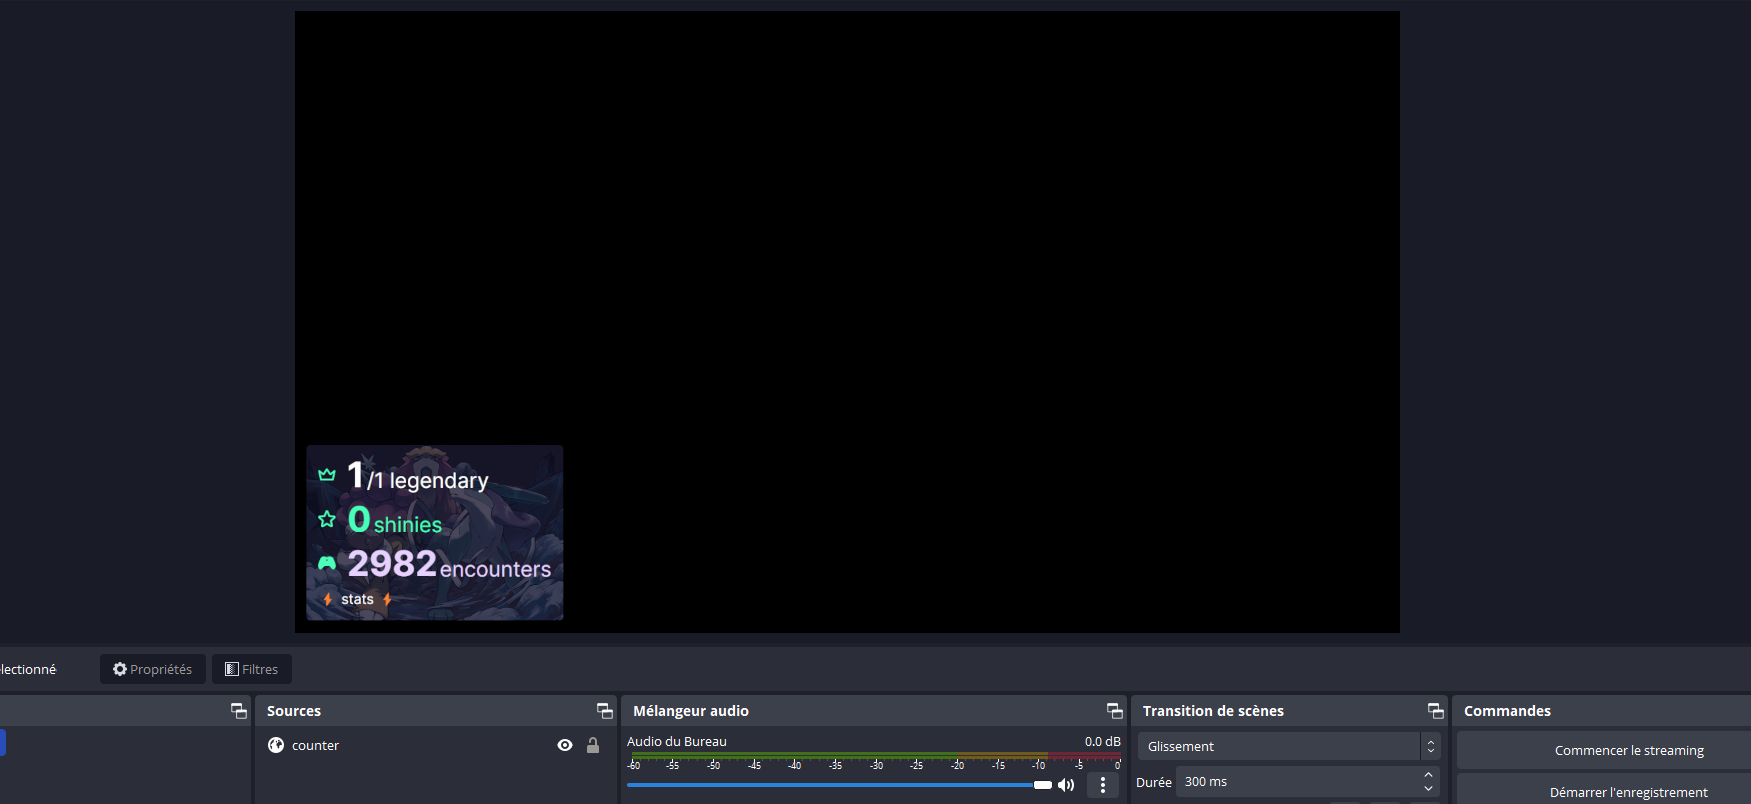 1/1 legendary
0 shinies
2982 encounters
stats
lectionné
Propriétés
Filtres
Sources
Mélangeur audio
Transition de scènes
Commandes
counter
Audio du Bureau
0.0 dB
-60 -55 -50 -45 -40 -35 -30 -25 -20 -15 -10 -5 0
Glissement
Durée
300 ms
Commencer le streaming
Démarrer l'enregistrement